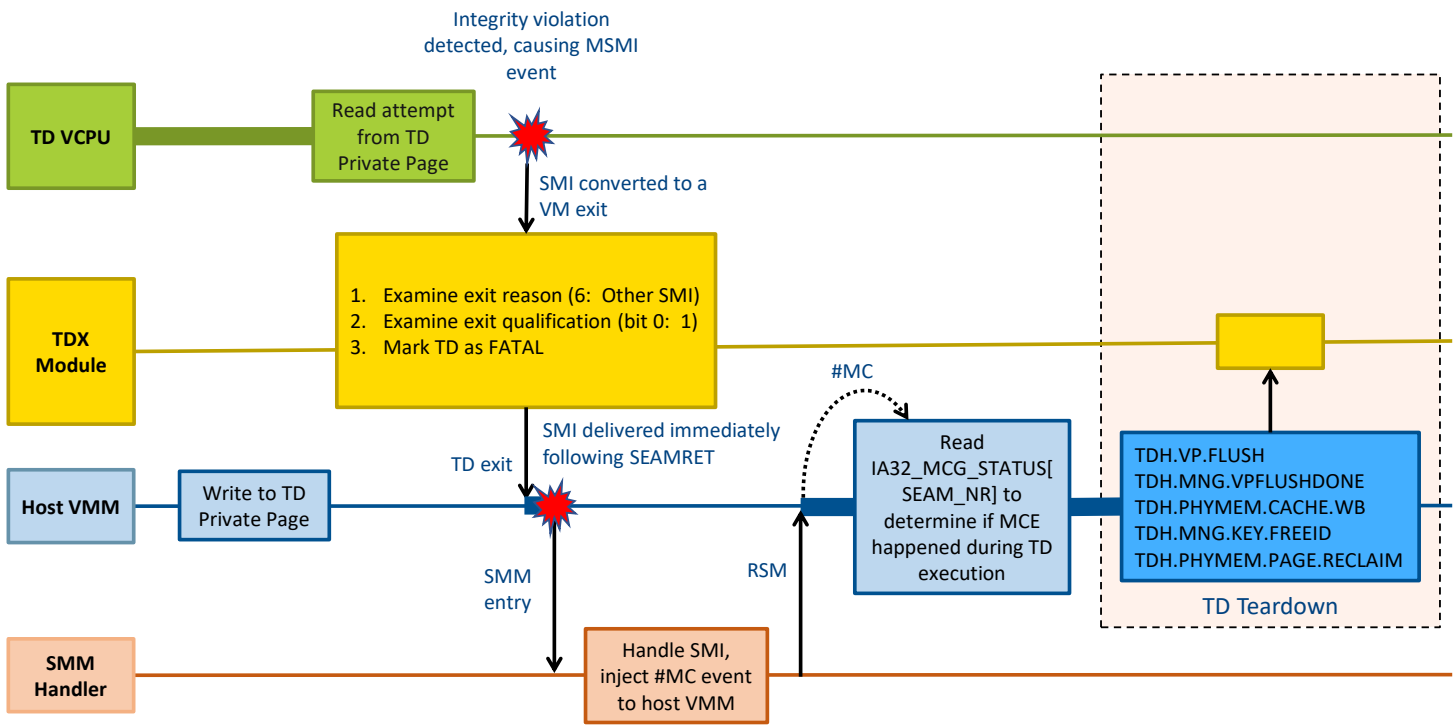 Integrity violation
detected, causing MSMI
event
TD VCPU
Read attempt
from TD
Private Page
SMI converted to a
VM exit
TDX
Module
1. Examine exit reason (6: Other SMI)
2. Examine exit qualification (bit 0: 1)
3. Mark TD as FATAL
#MC
TD exit
SMI delivered immediately
following SEAMRET
Host VMM
Write to TD
Private Page
Read
IA32_MCG_STATUS[
SEAM_NR] to
determine if MCE
happened during TD
execution
TDH.VP.FLUSH
TDH.MNG.VPFLUSHDONE
TDH.PHYMEM.CACHE.WB
TDH.MNG.KEY.FREEID
TDH.PHYMEM.PAGE.RECLAIM
TD Teardown
SMM
entry
RSM
SMM
Handler
Handle SMI,
inject #MC event
to host VMM